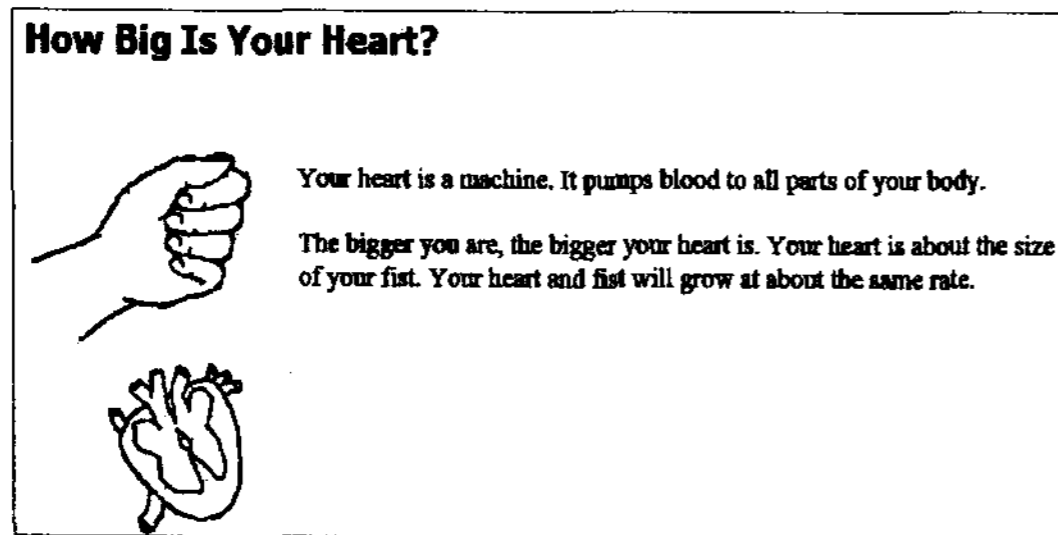 How Big Is Your Heart?
Your heart is a machine. It pumps blood to all parts of your body.
The bigger you are, the bigger your heart is. Your heart is about the size
of your fist. Your heart and fist will grow at about the same rate.